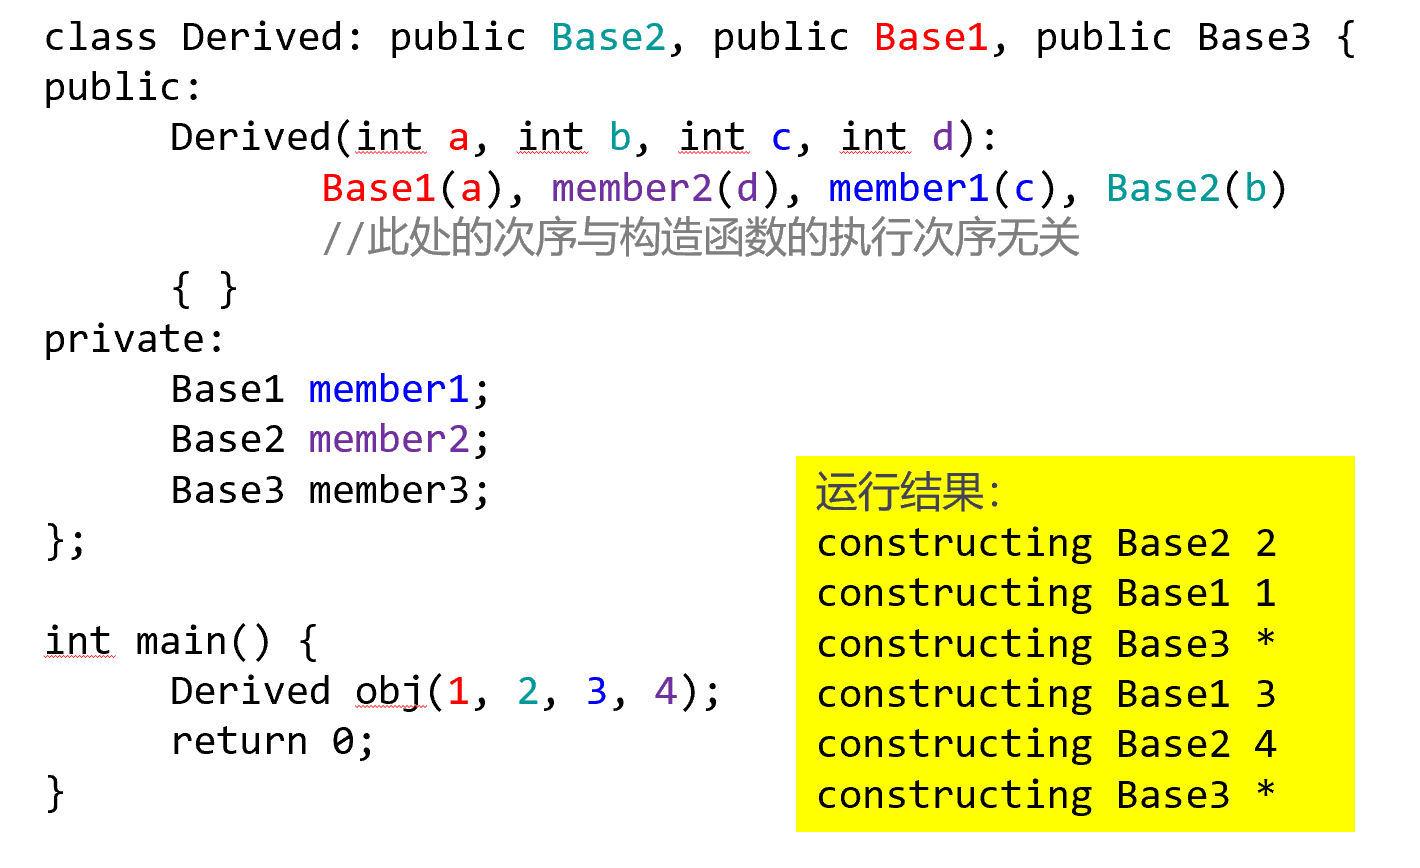 class Derived: public Base2, public Base1, public Base3 {
public:
Derived(int a, int b, int c, int d):
Base1(a), member2(d), member1(c), Base2(b)
//此处的次序与构造函数的执行次序无关
{ }
private:
Base1 member1;
Base2 member2;
Base3 member3;
};
int main() {
Derived obj(1, 2, 3, 4);
return 0;
}
运行结果：
constructing Base2 2
constructing Base1 1
constructing Base3 *
constructing Base1 3
constructing Base2 4
constructing Base3 *